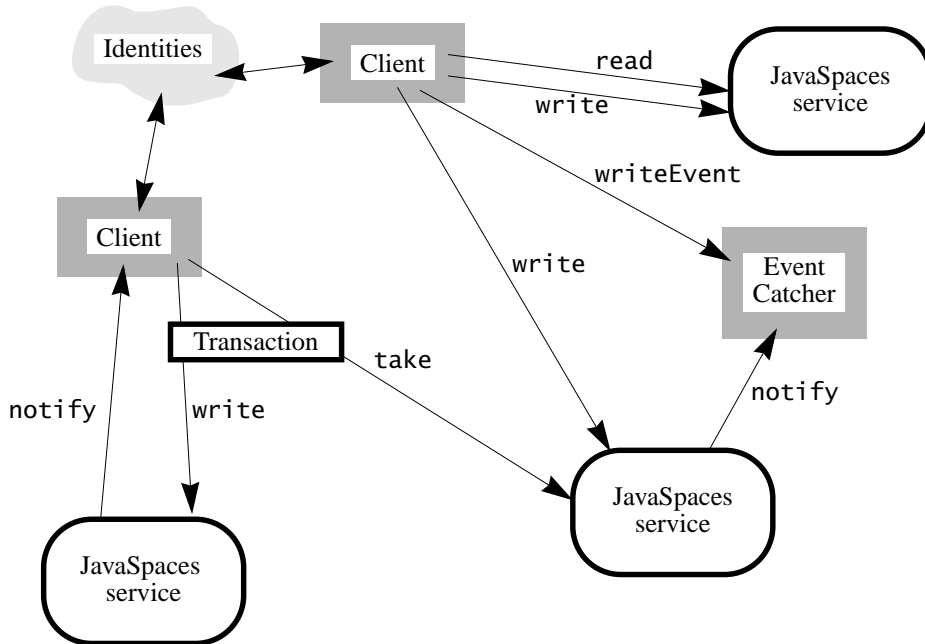 Identities
Client
read
JavaSpaces
service
write
writeEvent
Client
write
Event
Catcher
Transaction
take
notify
write
notify
JavaSpaces
service
JavaSpaces
service